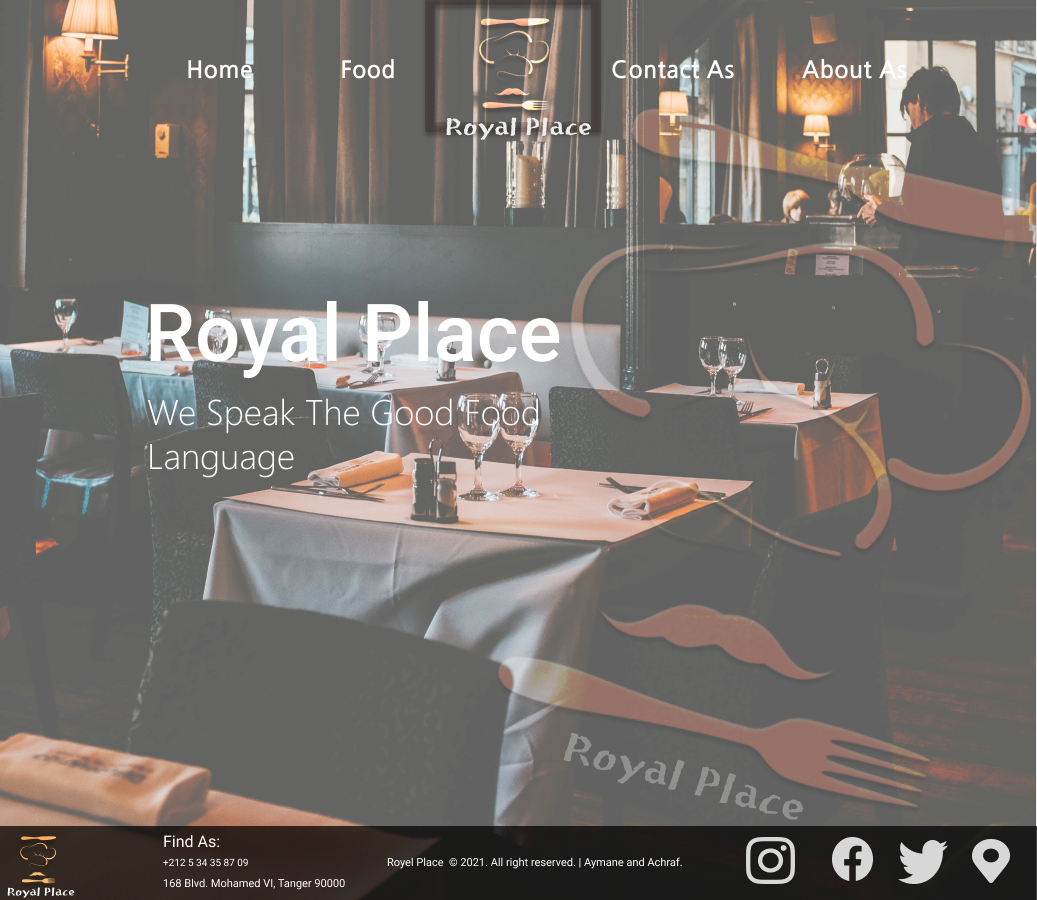 Home
Food
Royal Place
Contact As
About As
Royal Place
We Speak The Good Food
Language
Royal Place
Royal Place
Find As:
+212 5 34 35 87 09
168 Blvd. Mohamed VI, Tanger 90000
Royal Place © 2021. All right reserved. | Aymane and Achraf.